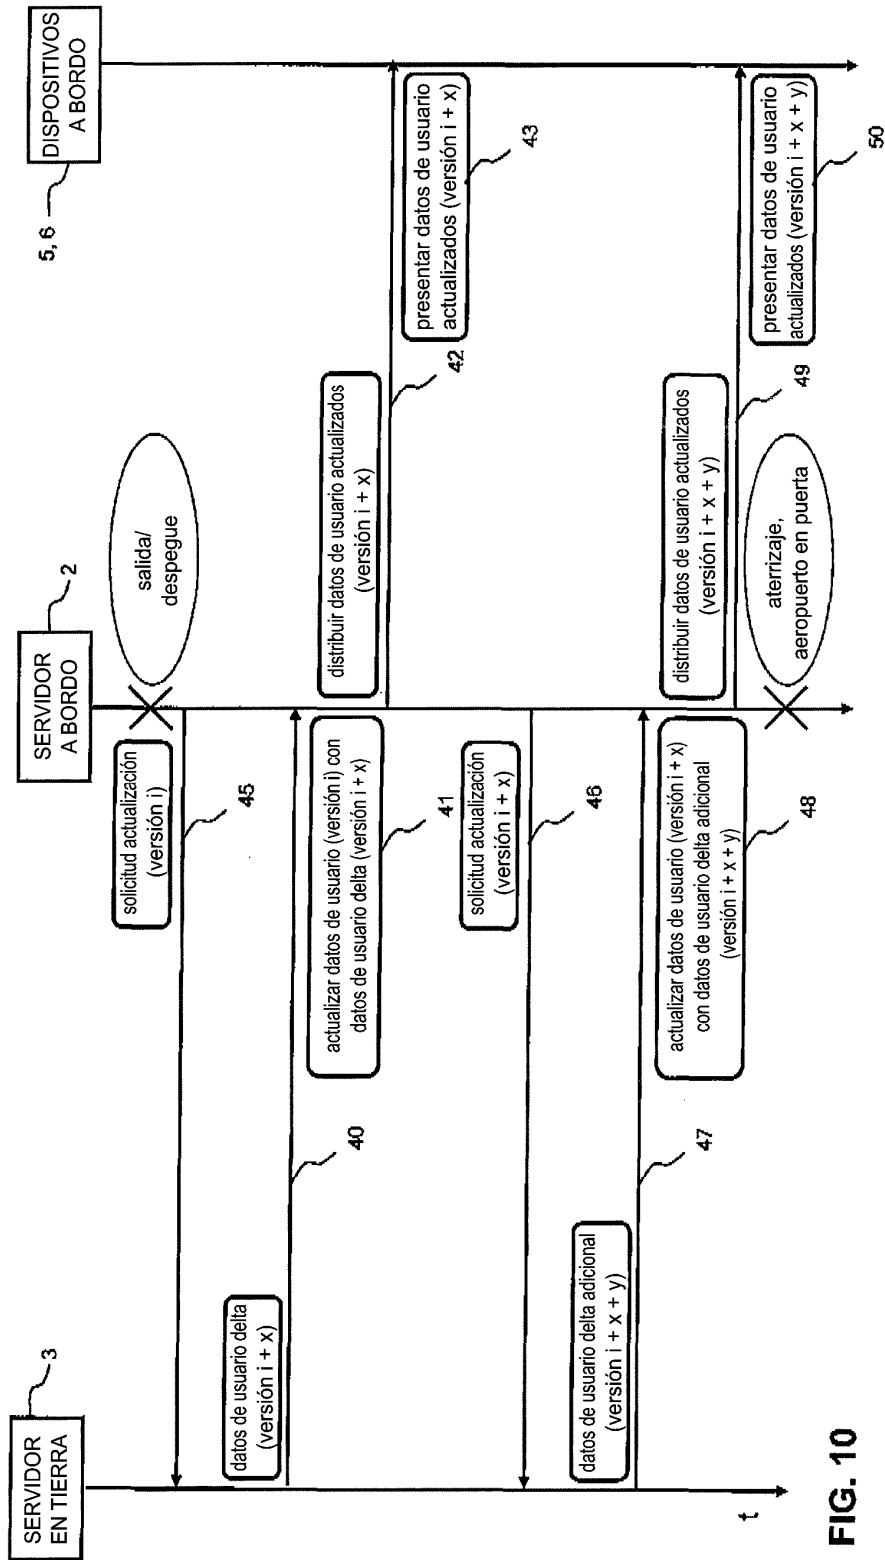 SERVIDOR
EN TIERRA
3
SERVIDOR
A BORDO
2
DISPOSITIVOS
A BORDO
5, 6
salida/
despegue
solicitud actualización
(versión i)
45
datos de usuario delta
(versión i + x)
40
actualizar datos de usuario (versión i) con
datos de usuario delta (versión i + x)
41
distribuir datos de usuario actualizados
(versión i + x)
42
presentar datos de usuario
actualizados (versión i + x)
43
solicitud actualización
(versión i + x)
46
datos de usuario delta adicional
(versión i + x + y)
47
actualizar datos de usuario (versión i + x)
con datos de usuario delta adicional
(versión i + x + y)
48
distribuir datos de usuario actualizados
(versión i + x + y)
49
presentar datos de usuario
actualizados (versión i + x + y)
50
aterrizaje,
aeropuerto en puerta
t
FIG. 10